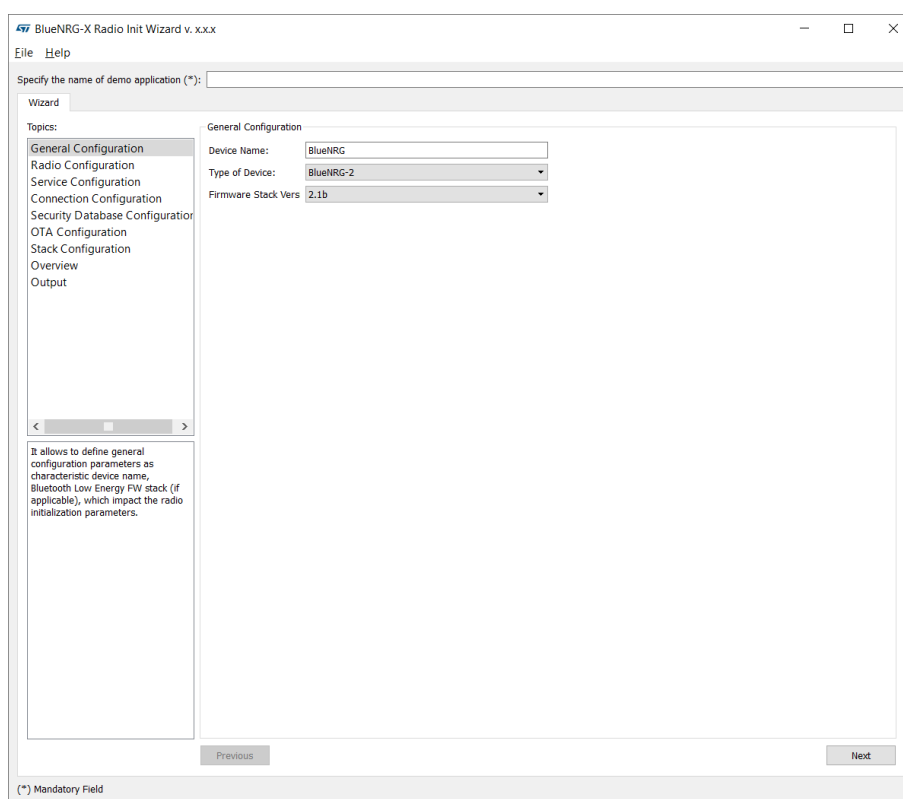 BlueNRG-X Radio Init Wizard v. x.x.x
File Help
Specify the name of demo application (*):
Wizard
Topics:
General Configuration
Radio Configuration
Service Configuration
Connection Configuration
Security Database Configuration
OTA Configuration
Stack Configuration
Overview
Output
It allows to define general
configuration parameters as
characteristic device name,
Bluetooth Low Energy FW stack (if
applicable), which impact the radio
initialization parameters.
General Configuration
Device Name: BlueNRG
Type of Device: BlueNRG-2
Firmware Stack Vers 2.1b
Previous
Next
(*) Mandatory Field